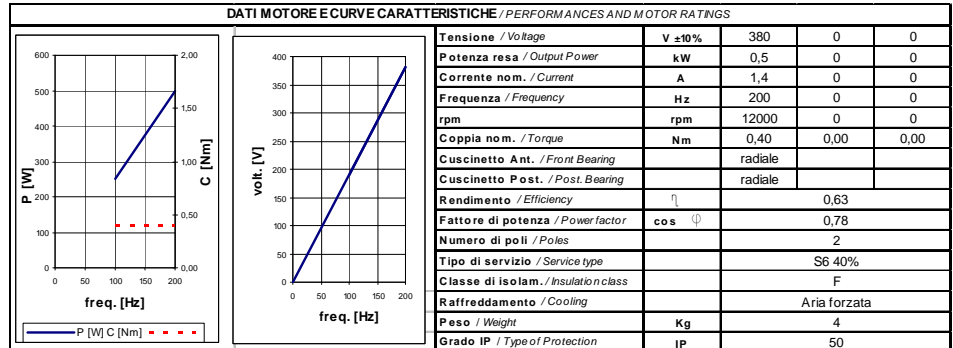 DATI MOTORE E CURVE CARATTERISTICHE / PERFORMANCES AND MOTOR RATINGS
600
500
400
300
200
100
0
P [W]
2,00
1,50
1,00
0,50
0,00
C [Nm]
0 50 100 150 200
freq. [Hz]
P [W] C [Nm]
400
350
300
250
200
150
100
50
0
volt. [V]
0 50 100 150 200
freq. [Hz]
Tensione / Voltage V ±10% 380 0 0
Potenza resa / Output Power kW 0,5 0 0
Corrente nom. / Current A 1,4 0 0
Frequenza / Frequency Hz 200 0 0
rpm rpm 12000 0 0
Coppia nom. / Torque Nm 0,40 0,00 0,00
Cuscinetto Ant. / Front Bearing radiale
Cuscinetto Post. / Post. Bearing radiale
Rendimento / Efficiency η 0,63
Fattore di potenza / Power factor cos φ 0,78
Numero di poli / Poles 2
Tipo di servizio / Service type S6 40%
Classe di isolam. / Insulation class F
Raffreddamento / Cooling Aria forzata
Peso / Weight Kg 4
Grado IP / Type of Protection IP 50